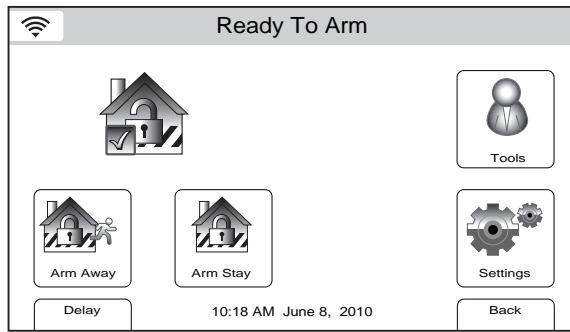 Ready To Arm
Tools
Arm Away
Arm Stay
Settings
Delay
10:18 AM June 8, 2010
Back